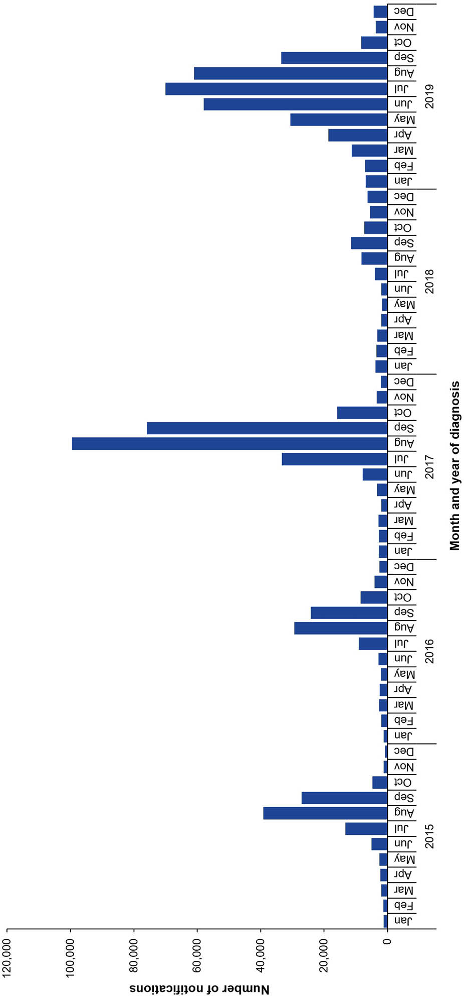 Number of notifications
120,000
100,000
80,000
60,000
40,000
20,000
0
Jan
Feb
Mar
Apr
May
Jun
Jul
Aug
Sep
Oct
Nov
Dec
Jan
Feb
Mar
Apr
May
Jun
Jul
Aug
Sep
Oct
Nov
Dec
Jan
Feb
Mar
Apr
May
Jun
Jul
Aug
Sep
Oct
Nov
Dec
Jan
Feb
Mar
Apr
May
Jun
Jul
Aug
Sep
Oct
Nov
Dec
Jan
Feb
Mar
Apr
May
Jun
Jul
Aug
Sep
Oct
Nov
Dec
2015
2016
2017
2018
2019
Month and year of diagnosis